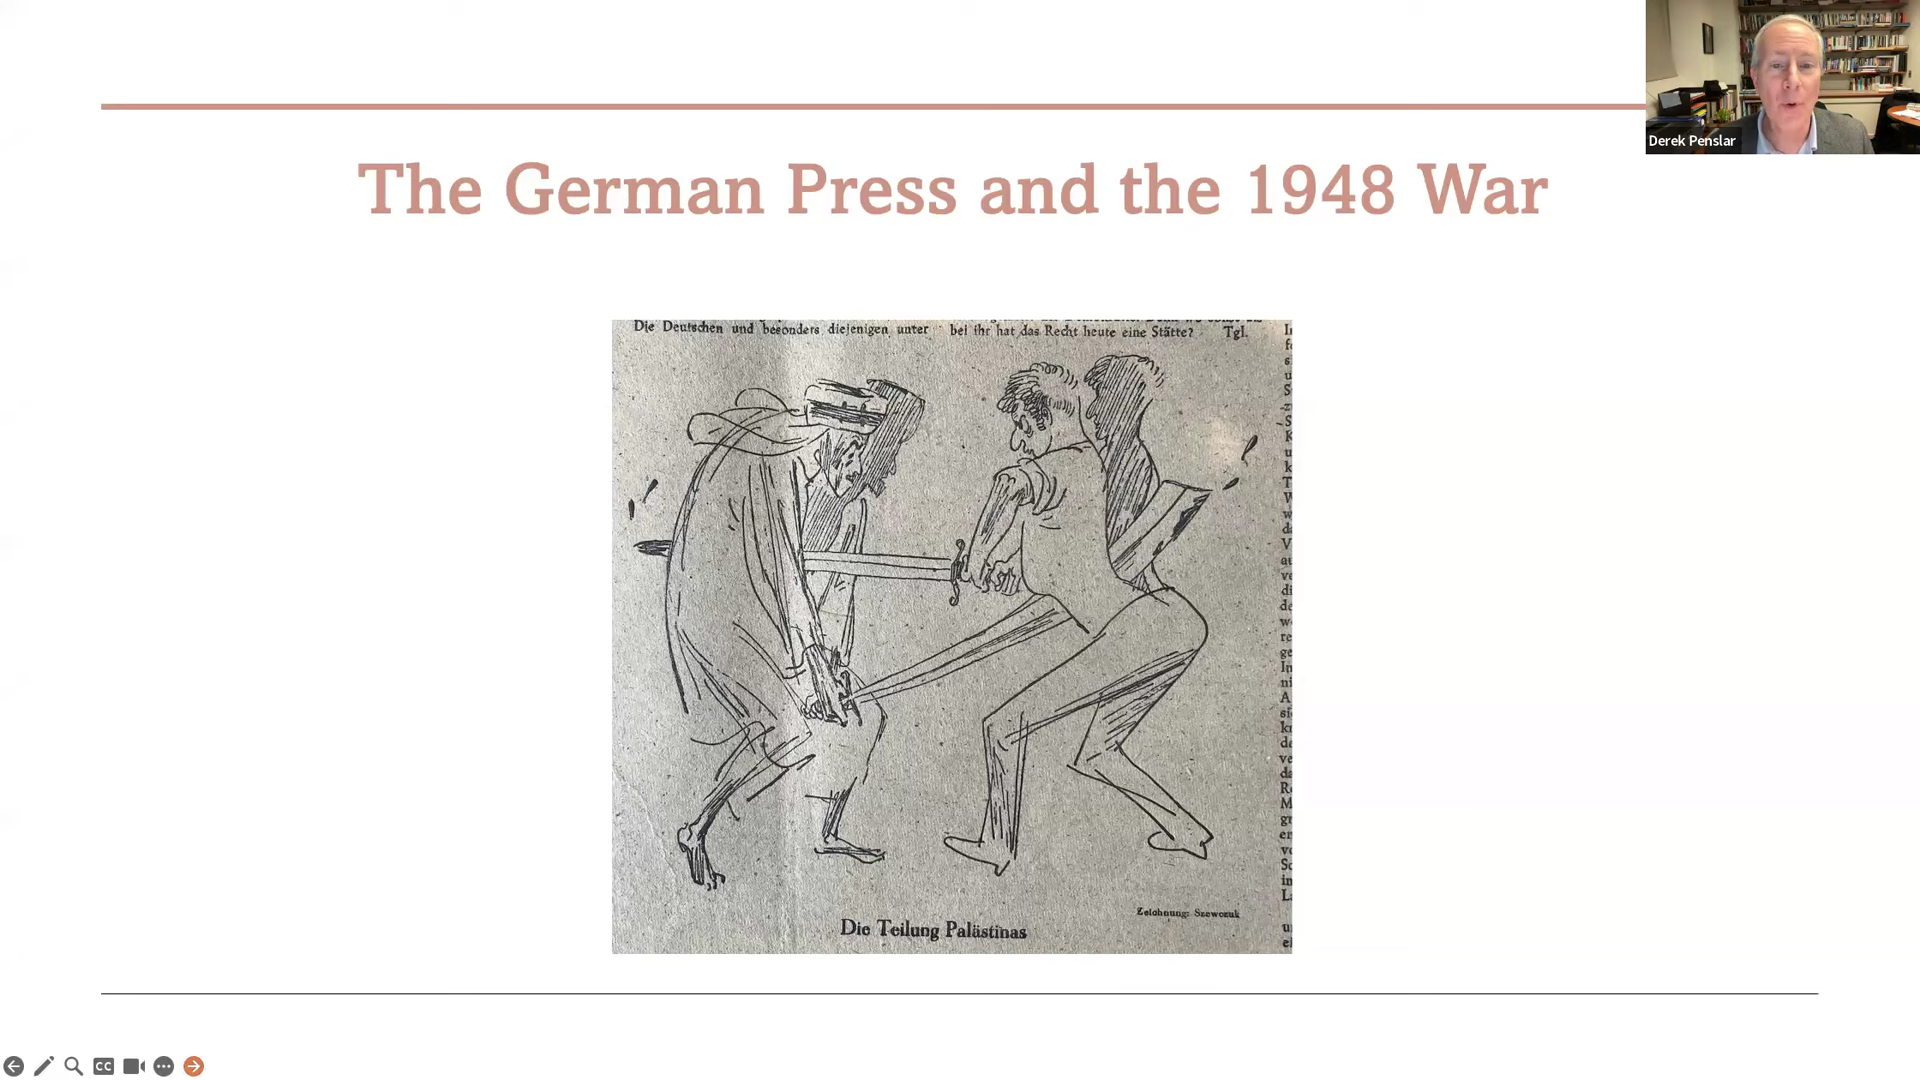 Derek Penslar
The German Press and the 1948 War
Die Deutschen und besonders diejenigen unter
bei ihr hat das Recht heute eine Stätte? Tgl.
Zeichnung: Szewczuk
Die Teilung Palästinas
CC